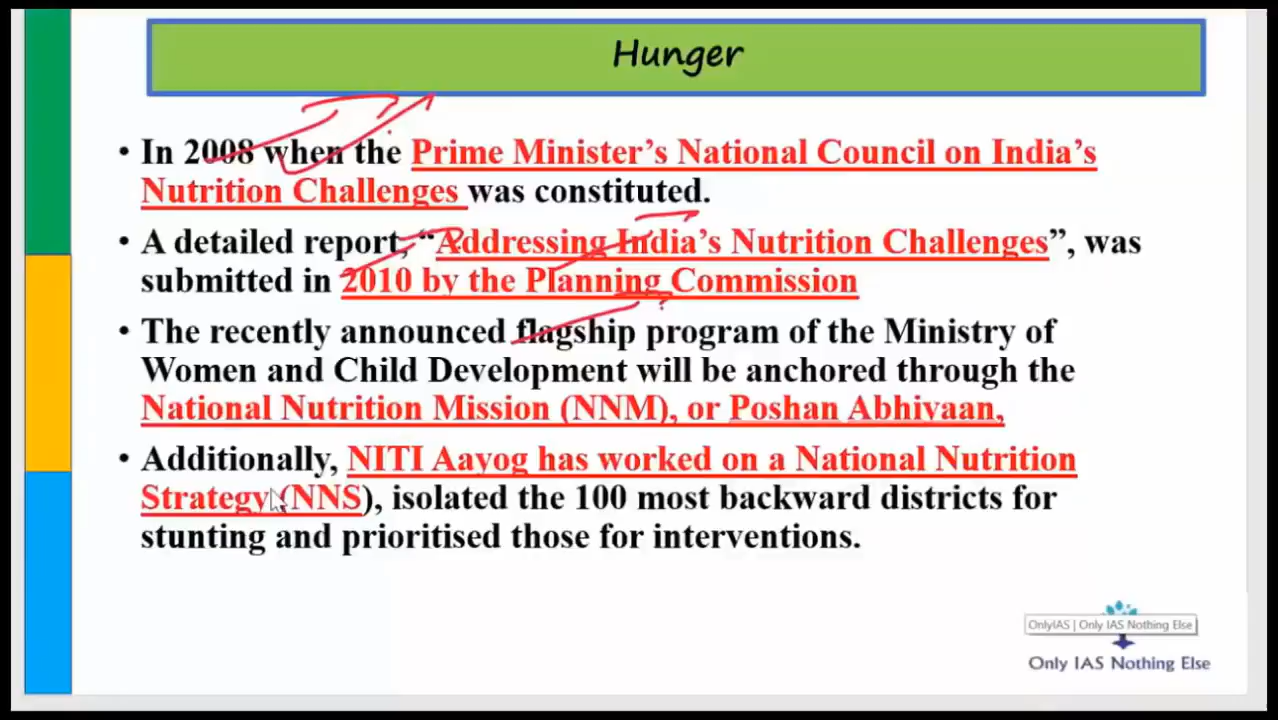 Hunger
• In 2008 when the Prime Minister's National Council on India's
Nutrition Challenges was constituted.
• A detailed report, “Addressing India's Nutrition Challenges”, was
submitted in 2010 by the Planning Commission
• The recently announced flagship program of the Ministry of
Women and Child Development will be anchored through the
National Nutrition Mission (NNM), or Poshan Abhiyaan,
• Additionally, NITI Aayog has worked on a National Nutrition
Strategy (NNS), isolated the 100 most backward districts for
stunting and prioritised those for interventions.
OnlyIAS | Only IAS Nothing Else
Only IAS Nothing Else